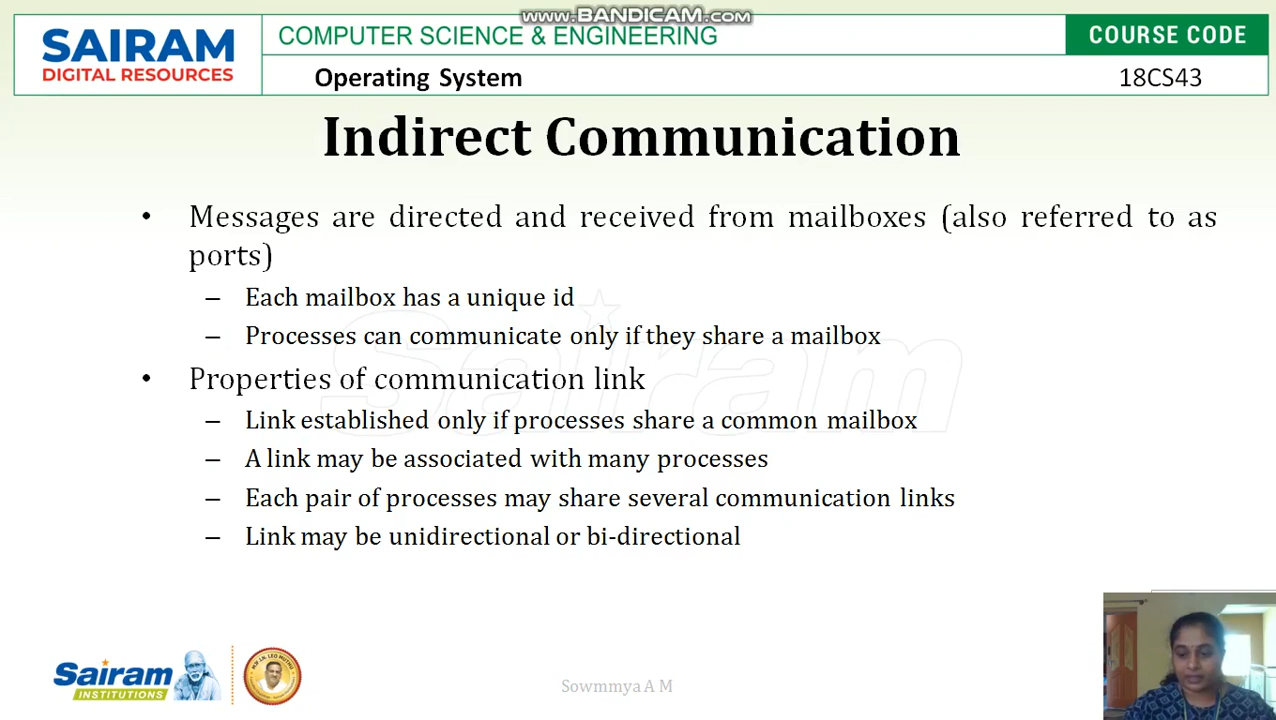 www.BANDICAM.com
SAIRAM
DIGITAL RESOURCES
COMPUTER SCIENCE & ENGINEERING
COURSE CODE
Operating System
18CS43
Indirect Communication
• Messages are directed and received from mailboxes (also referred to as
ports)
– Each mailbox has a unique id
– Processes can communicate only if they share a mailbox
• Properties of communication link
– Link established only if processes share a common mailbox
– A link may be associated with many processes
– Each pair of processes may share several communication links
– Link may be unidirectional or bi-directional
Sairam
Sairam
INSTITUTIONS
Sowmmya A M